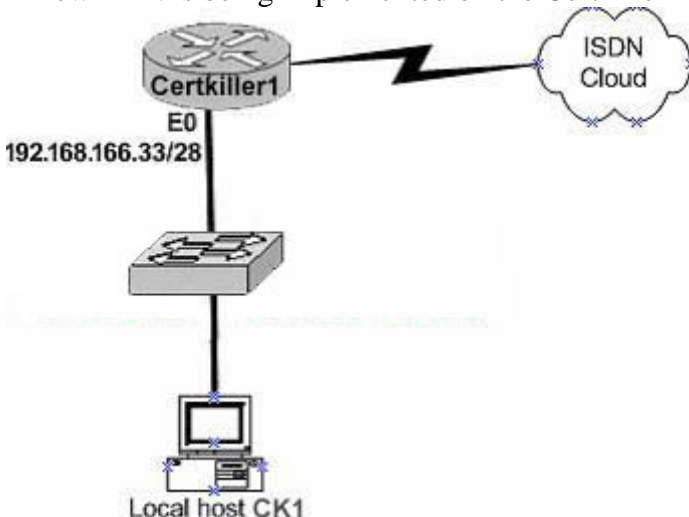 ISDN
Cloud
Certkiller1
E0
192.168.166.33/28
Local host CK1